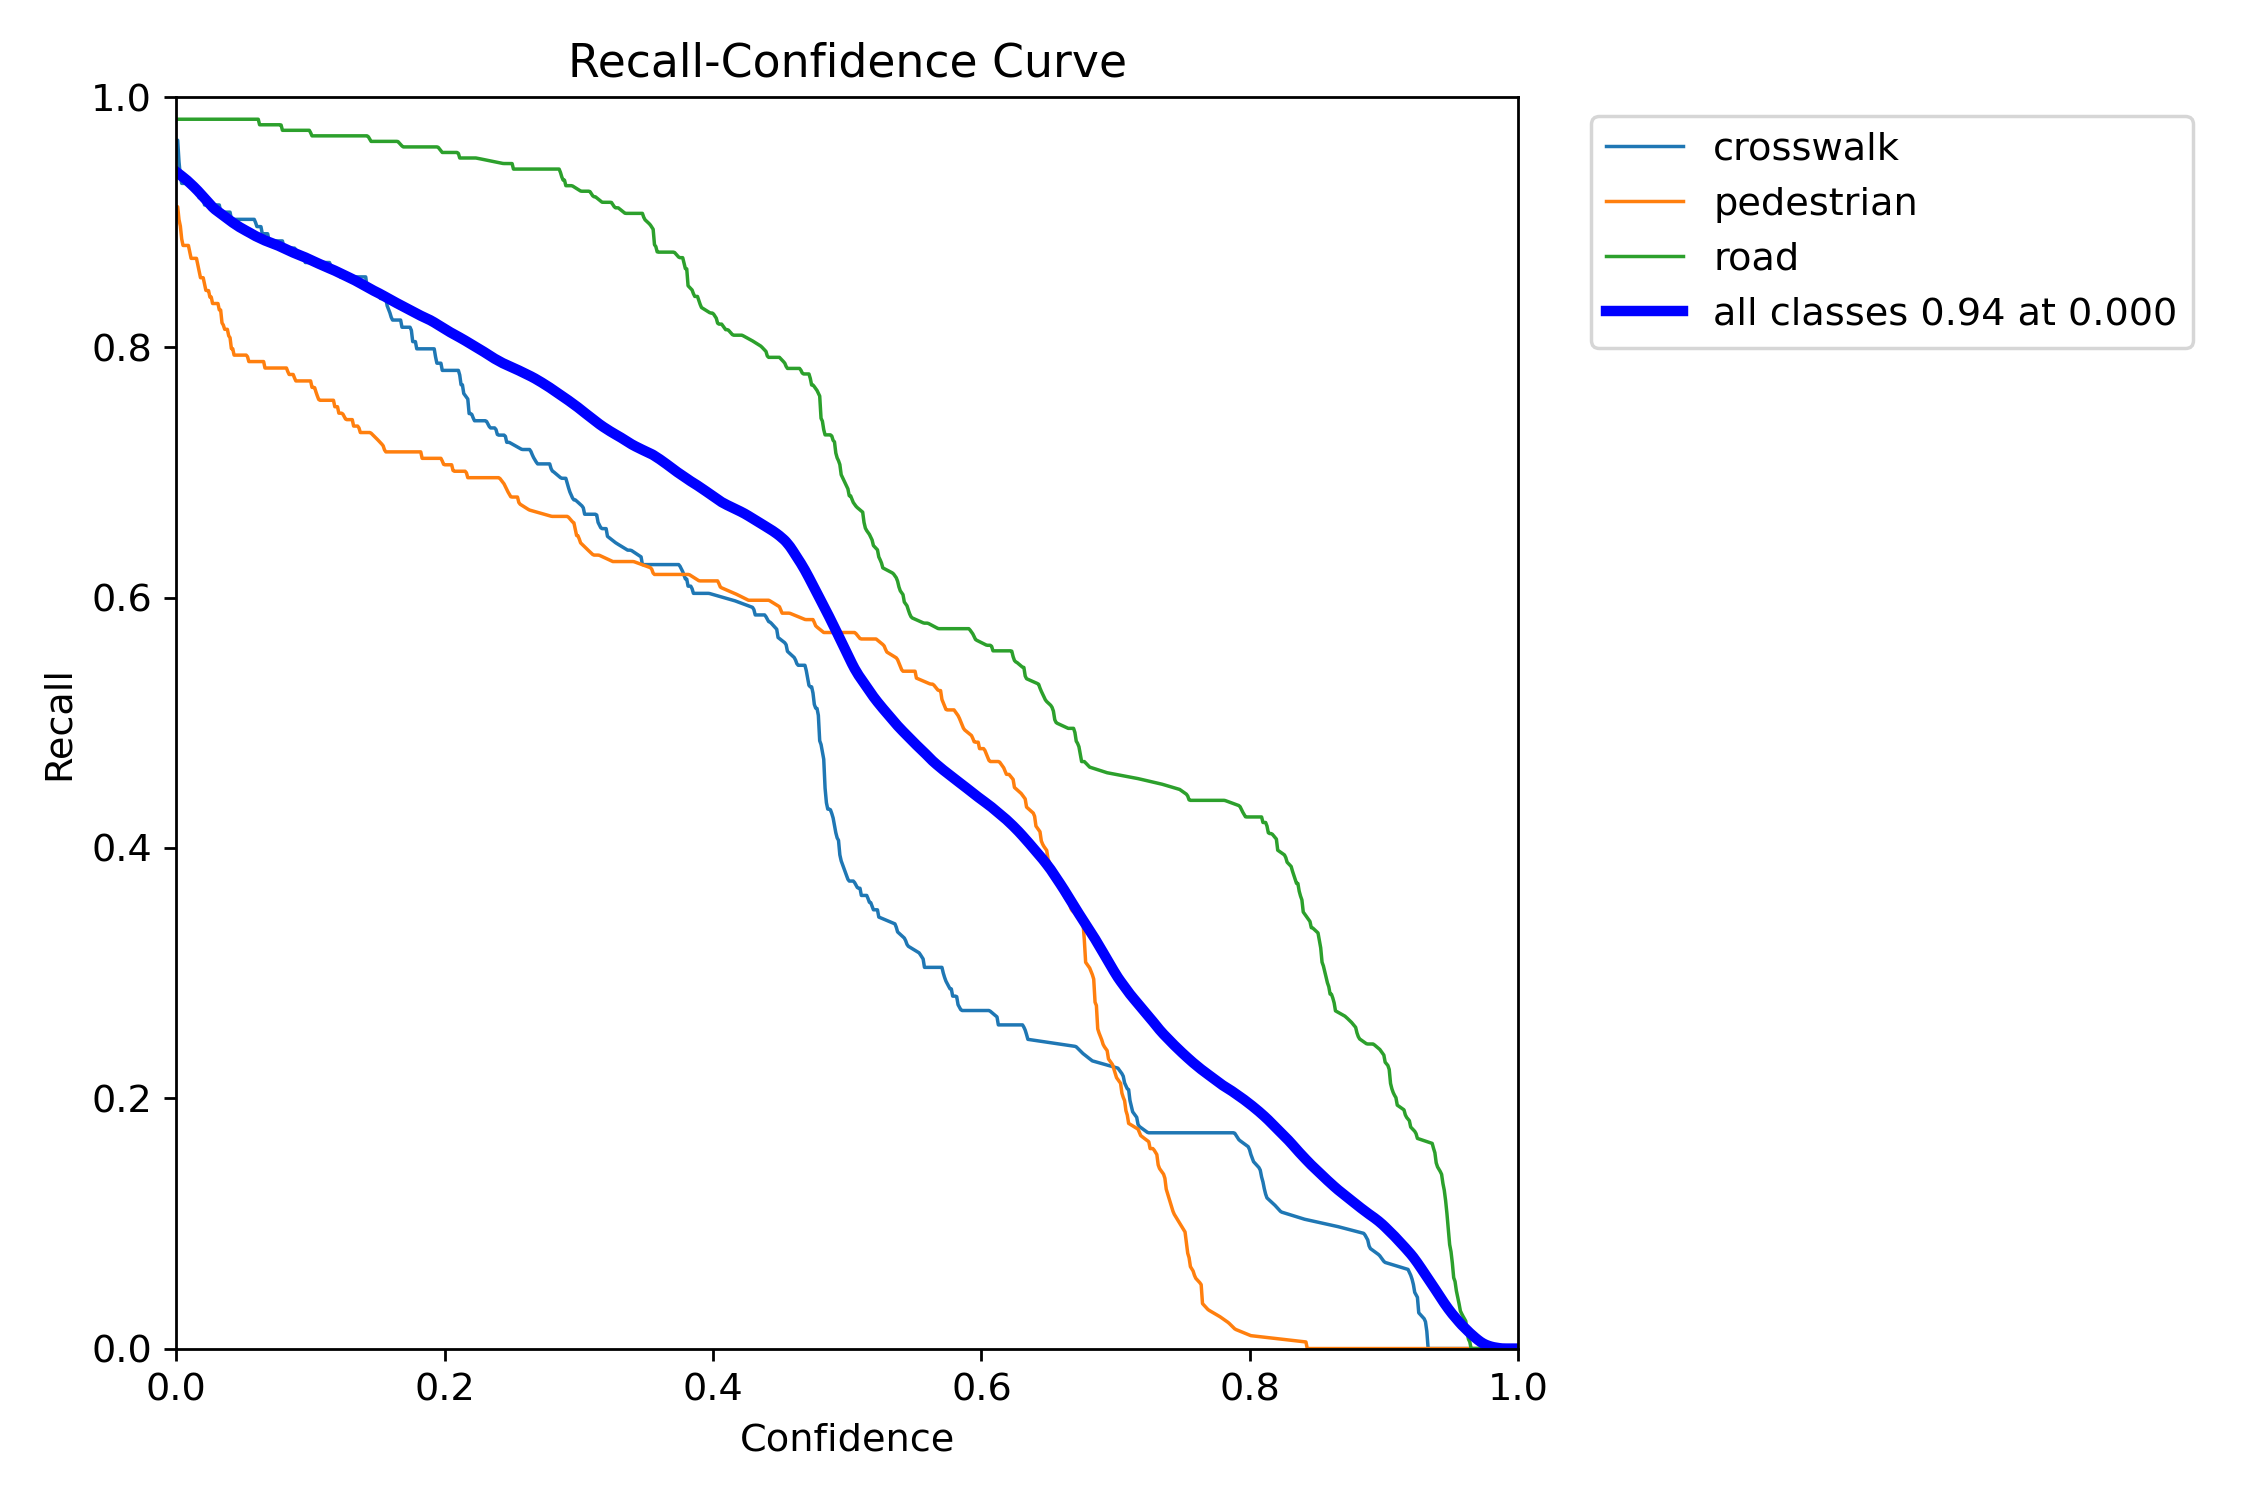 Recall-Confidence Curve
1.0
0.8
0.6
0.4
0.2
0.0
Recall
0.0 0.2 0.4 0.6 0.8 1.0
Confidence
crosswalk
pedestrian
road
all classes 0.94 at 0.000